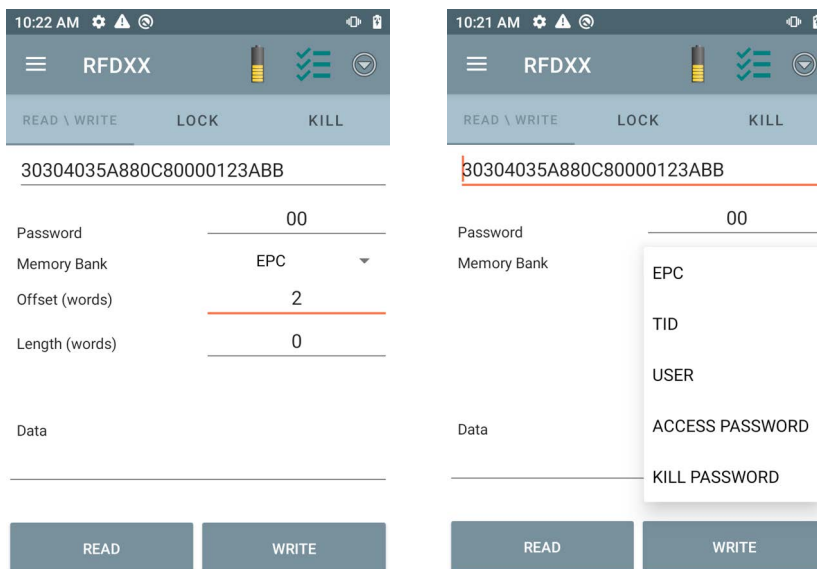 10:22 AM
RFDXX
READ \ WRITE LOCK KILL
30304035A880C80000123ABB
Password 00
Memory Bank EPC
Offset (words) 2
Length (words) 0
Data
READ WRITE
10:21 AM
RFDXX
READ \ WRITE LOCK KILL
30304035A880C80000123ABB
Password 00
Memory Bank
EPC
TID
USER
Data
ACCESS PASSWORD
KILL PASSWORD
READ WRITE